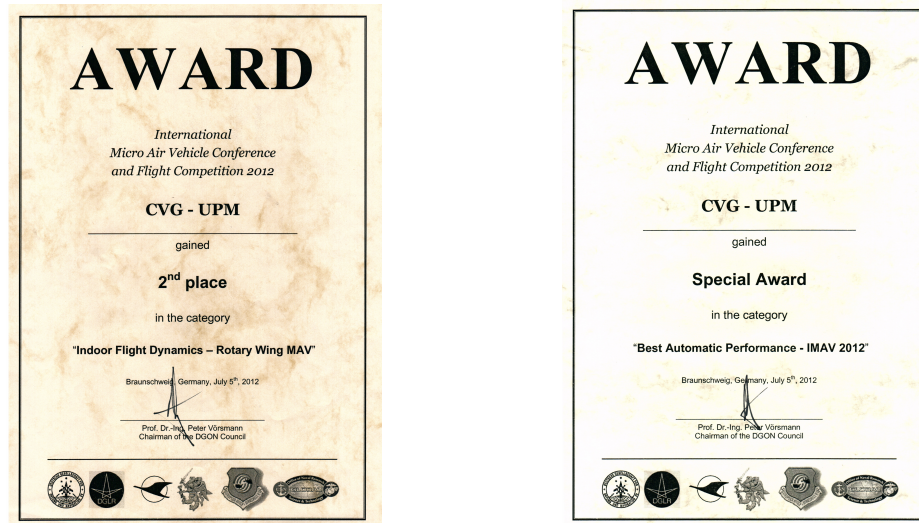 AWARD
International
Micro Air Vehicle Conference
and Flight Competition 2012
CVG - UPM
gained
2nd place
in the category
“Indoor Flight Dynamics – Rotary Wing MAV”
Braunschweig, Germany, July 5th, 2012
Prof. Dr.-Ing. Peter Vörsmann
Chairman of the DGON Council
DGLR
AWARD
International
Micro Air Vehicle Conference
and Flight Competition 2012
CVG - UPM
gained
Special Award
in the category
“Best Automatic Performance - IMAV 2012”
Braunschweig, Germany, July 5th, 2012
Prof. Dr.-Ing. Peter Vörsmann
Chairman of the DGON Council
DGLR